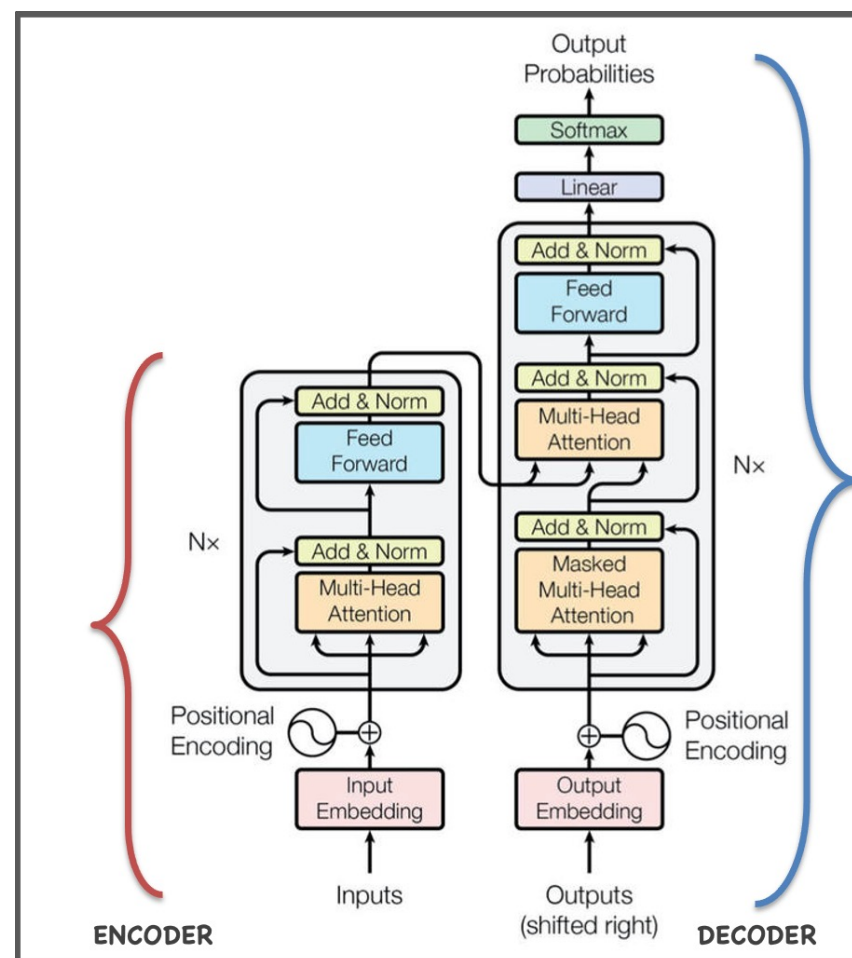 Output
Probabilities
Softmax
Linear
Add & Norm
Feed
Forward
Add & Norm
Multi-Head
Attention
Add & Norm
Masked
Multi-Head
Attention
Nx
Positional
Encoding
Output
Embedding
Outputs
(shifted right)
DECODER
Add & Norm
Feed
Forward
Add & Norm
Multi-Head
Attention
Nx
Positional
Encoding
Input
Embedding
Inputs
ENCODER